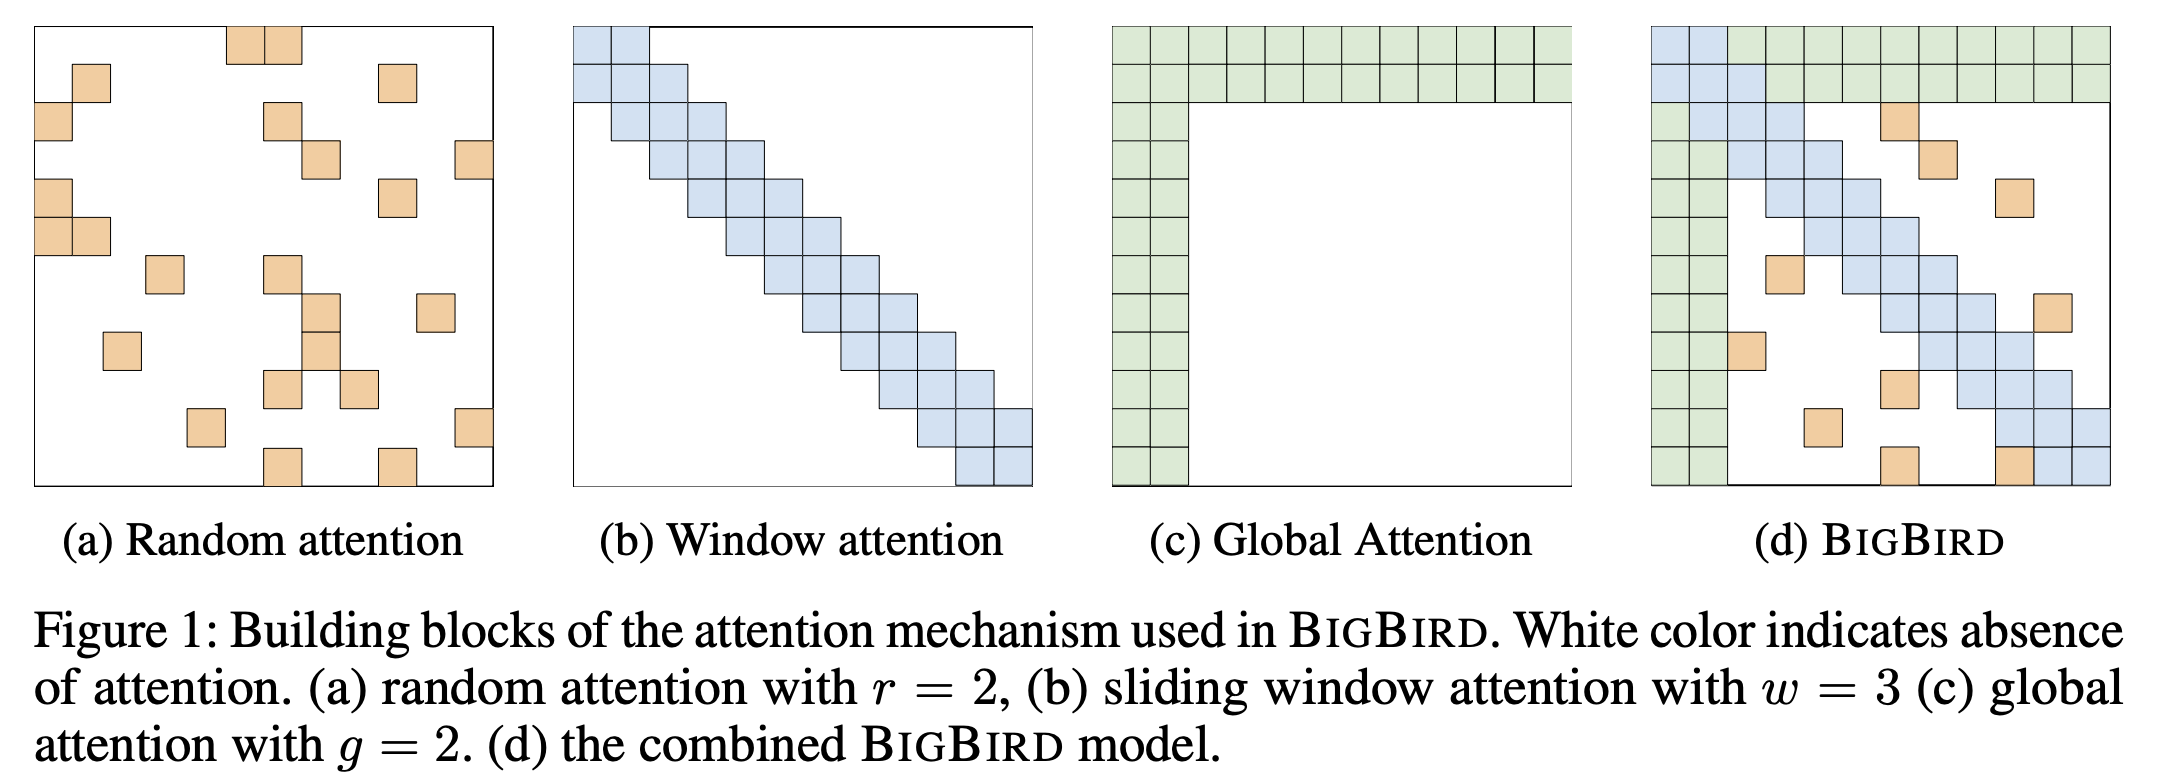 (a) Random attention (b) Window attention (c) Global Attention (d) BIGBIRD
Figure 1: Building blocks of the attention mechanism used in BIGBIRD. White color indicates absence
of attention. (a) random attention with r = 2, (b) sliding window attention with w = 3 (c) global
attention with g = 2. (d) the combined BIGBIRD model.